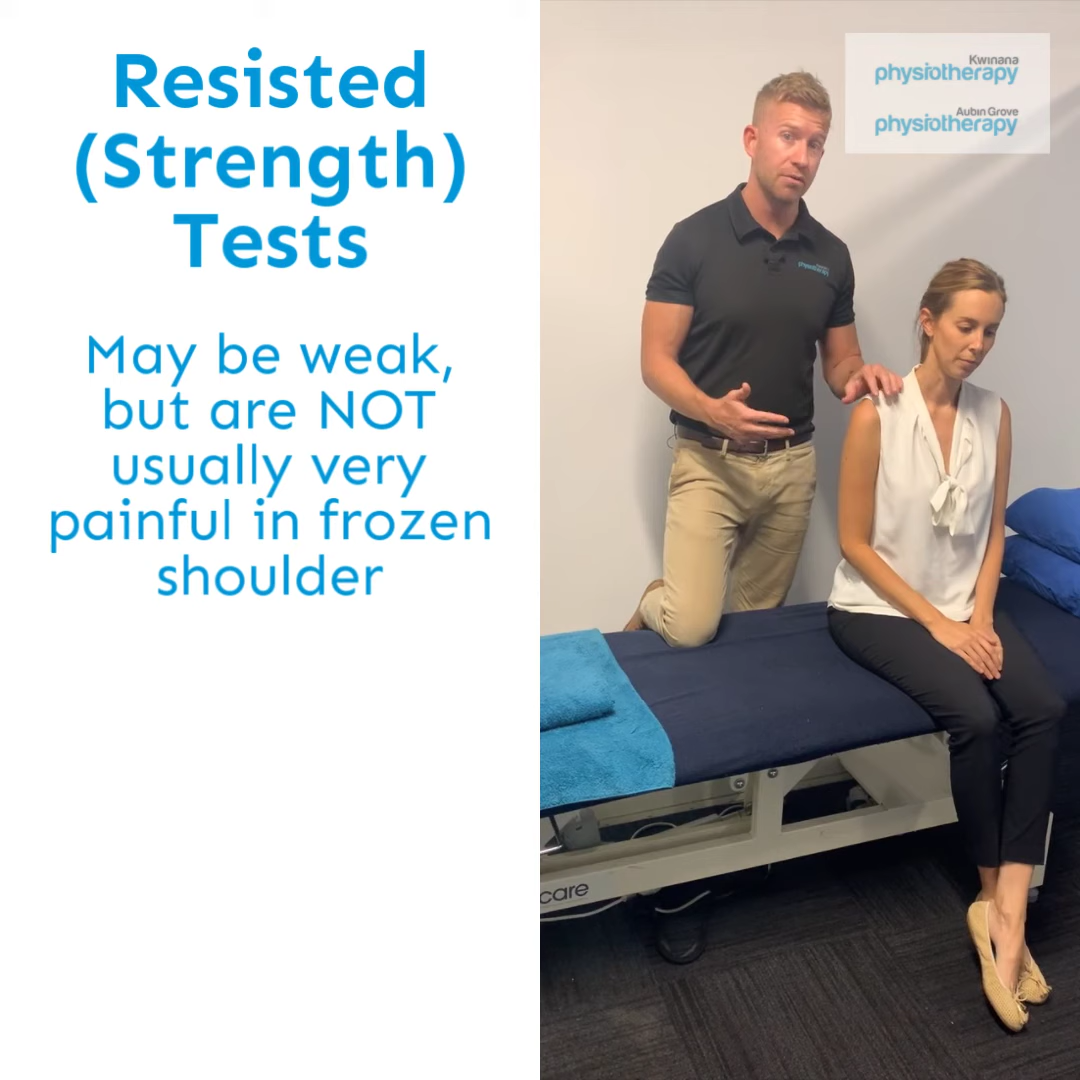 Resisted
(Strength)
Tests
May be weak,
but are NOT
usually very
painful in frozen
shoulder
Kwinana
physiotherapy
Aubin Grove
physiotherapy
physiotherapy
care